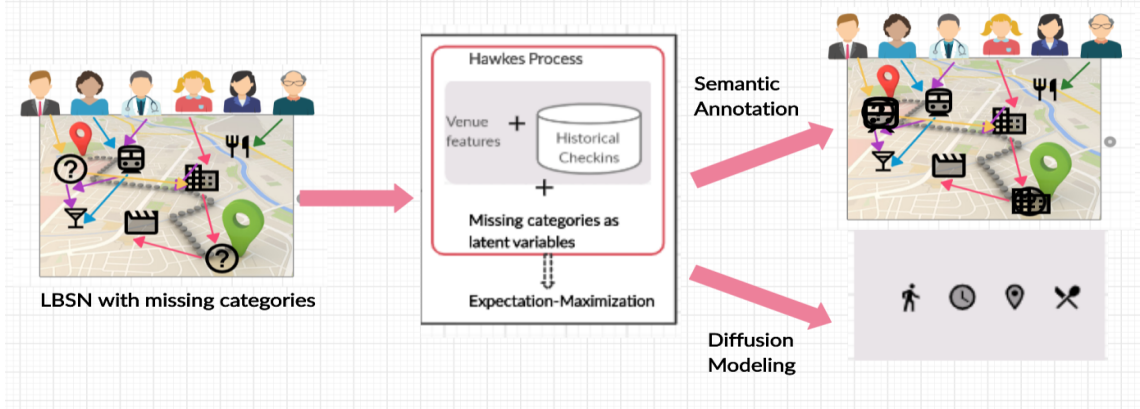 Hawkes Process
Venue
features
+
Historical
Checkins
+
Missing categories as
latent variables
Expectation-Maximization
LBSN with missing categories
?
?
Semantic
Annotation
Diffusion
Modeling